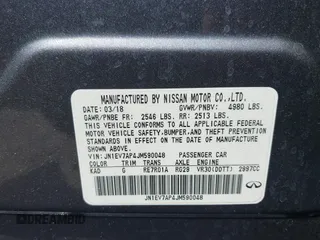 MANUFACTURED BY NISSAN MOTOR CO.,LTD.
DATE: 03/18 GVWR/PNBV: 4980 LBS.
GAWR/PNBE FR: 2546 LBS. RR: 2513 LBS.
THIS VEHICLE CONFORMS TO ALL APPLICABLE FEDERAL
MOTOR VEHICLE SAFETY,BUMPER,AND THEFT PREVENTION
STANDARDS IN EFFECT ON THE DATE OF MANUFACTURE
SHOWN ABOVE.
VIN:JN1EV7AP4JM590048 PASSENGER CAR
COLOR TRIM TRANS AXLE ENGINE
KAD G RE7R01A RG28 VR30(DDTT) 2997CC
JN1EV7AP4JM590048
INFINITI
DREAMBID